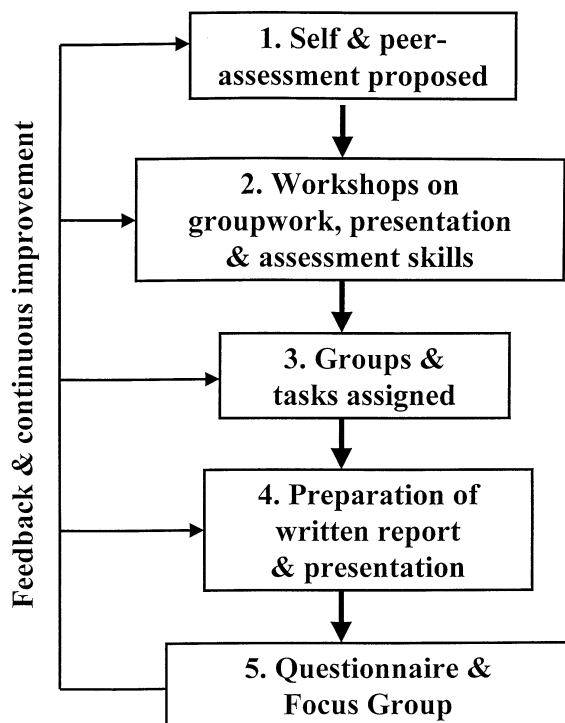 1. Self & peer-
assessment proposed
2. Workshops on
groupwork, presentation
& assessment skills
3. Groups &
tasks assigned
4. Preparation of
written report
& presentation
5. Questionnaire &
Focus Group
Feedback & continuous improvement